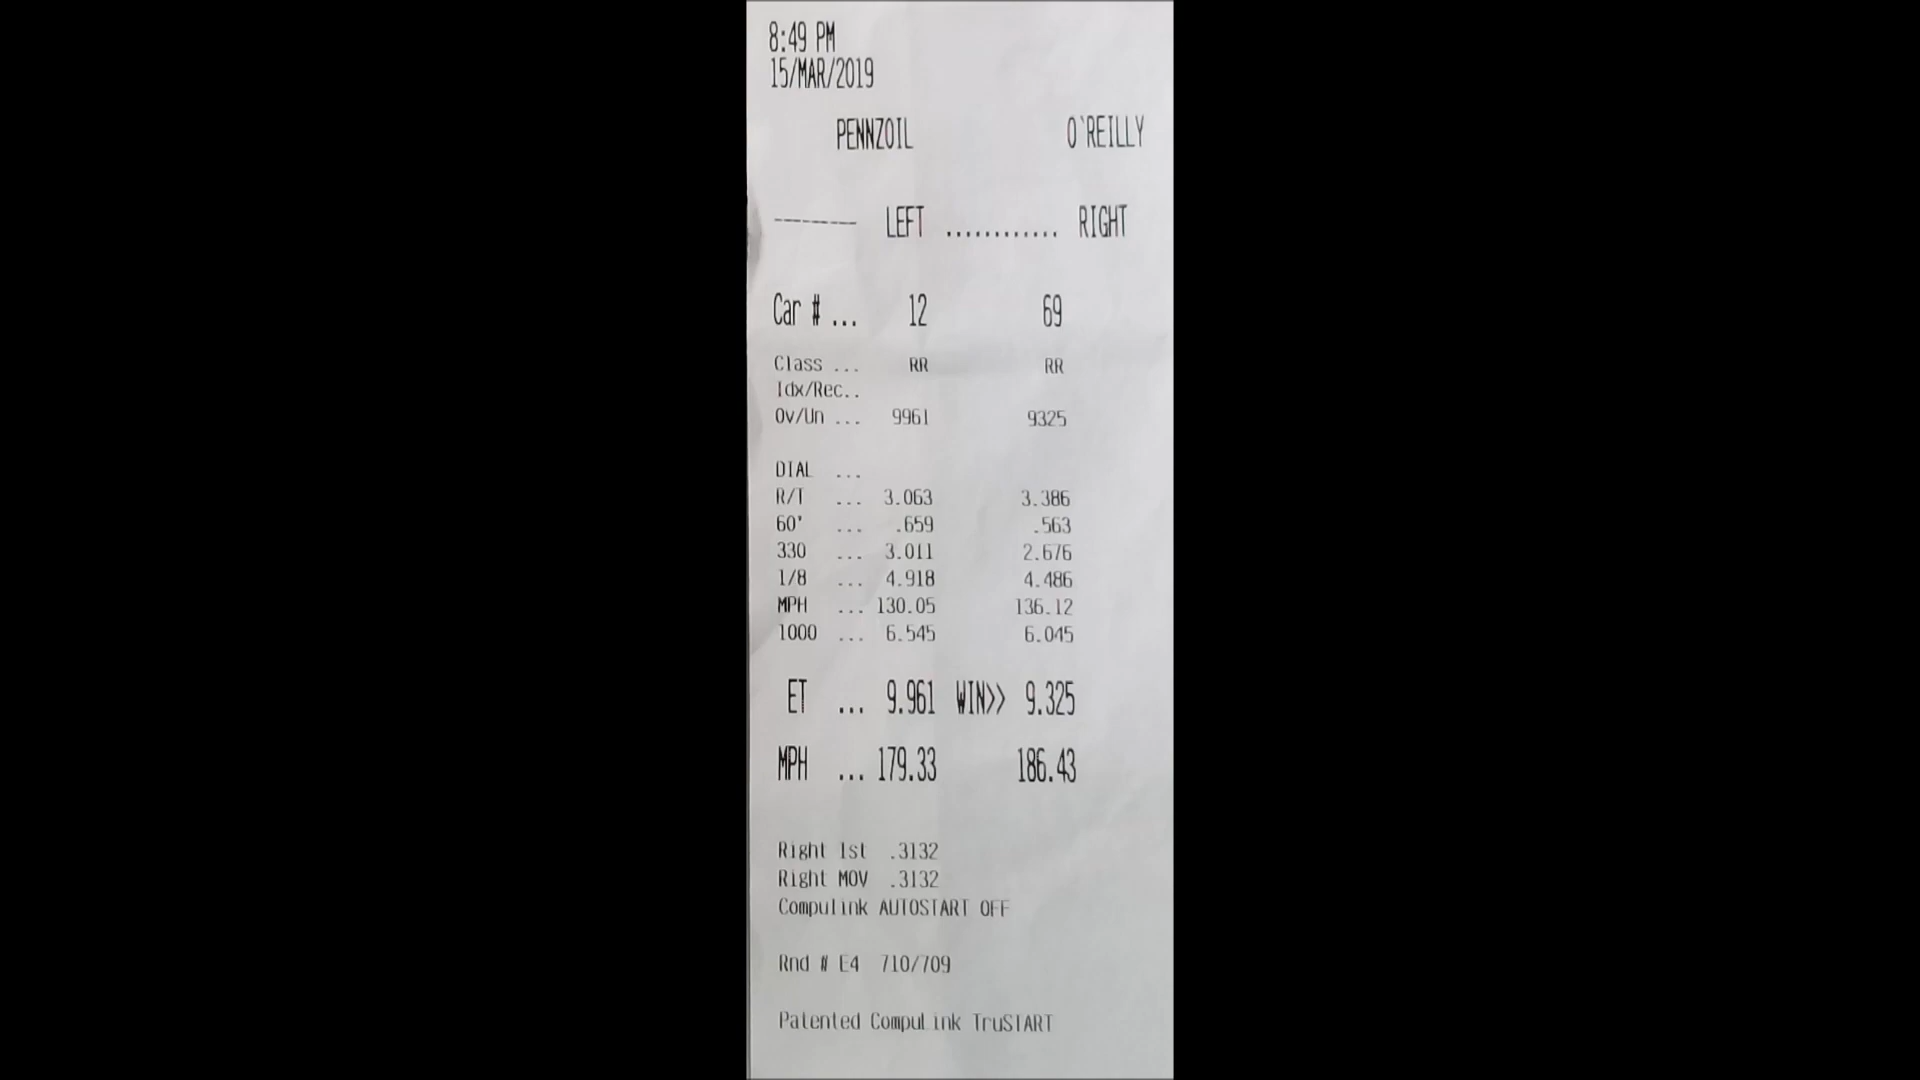 8:49 PM
15/MAR/2019
PENNZOIL O`REILLY
------- LEFT ............ RIGHT
Car # ... 12 69
Class ... RR RR
Idx/Rec..
Ov/Un ... 9961 9325
DIAL ...
R/T ... 3.063 3.386
60' ... .659 .563
330 ... 3.011 2.676
1/8 ... 4.918 4.486
MPH ... 130.05 136.12
1000 ... 6.545 6.045
ET ... 9.961 WIN>> 9.325
MPH ... 179.33 186.43
Right 1st .3132
Right MOV .3132
Compulink AUTOSTART OFF
Rnd # E4 710/709
Patented CompuLink TruSTART